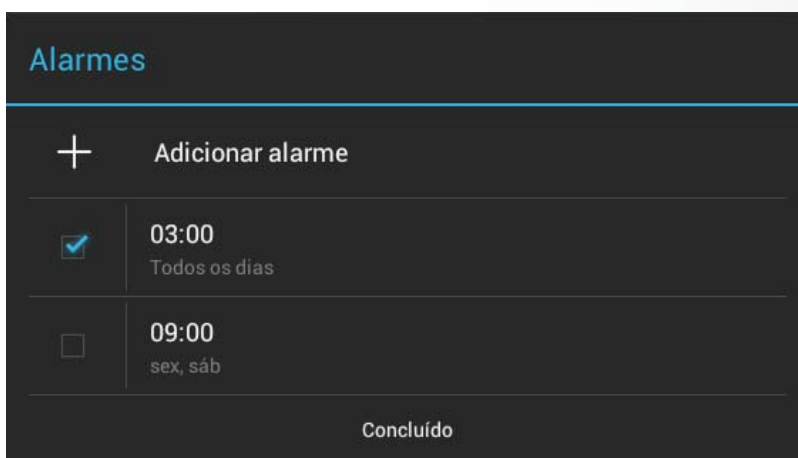 Alarmes
Adicionar alarme
03:00
Todos os dias
09:00
sex, sáb
Concluído